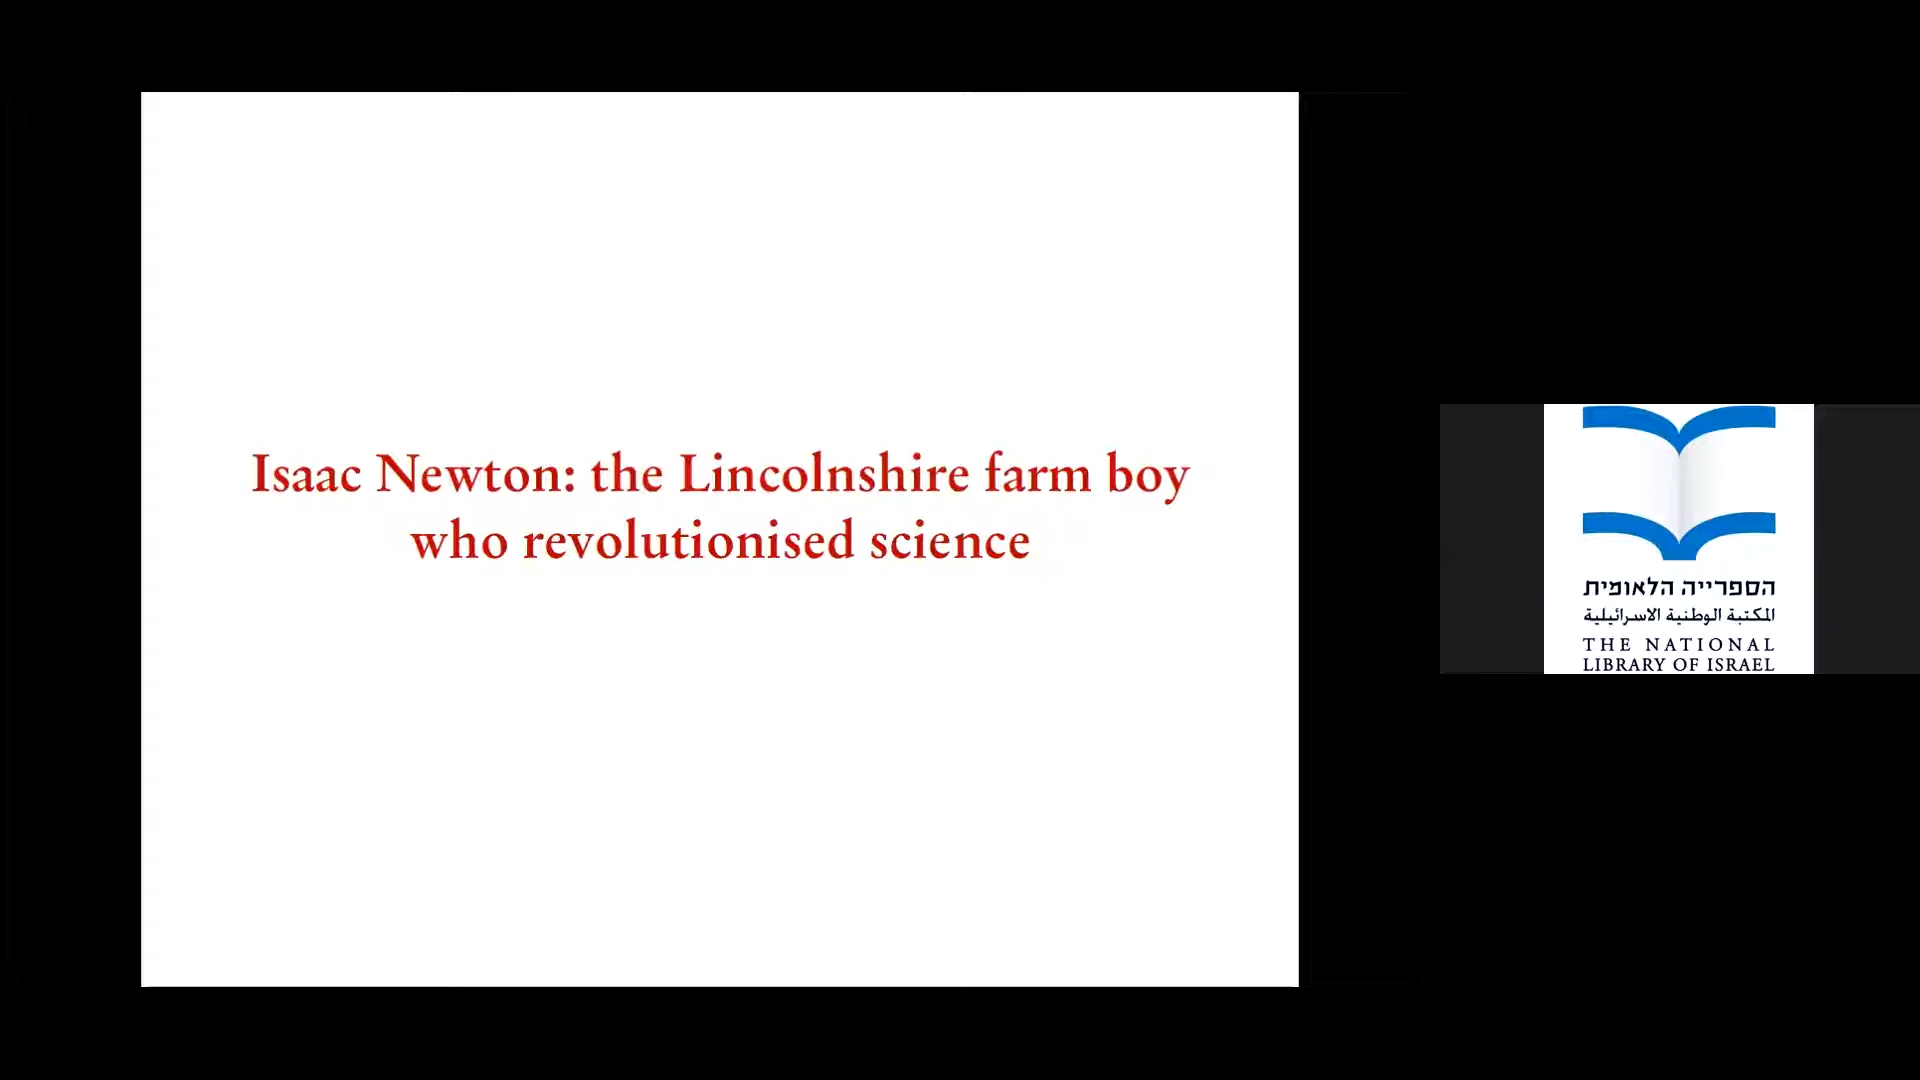 Isaac Newton: the Lincolnshire farm boy
who revolutionised science
הספרייה הלאומית
المكتبة الوطنية الاسرائيلية
THE NATIONAL
LIBRARY OF ISRAEL